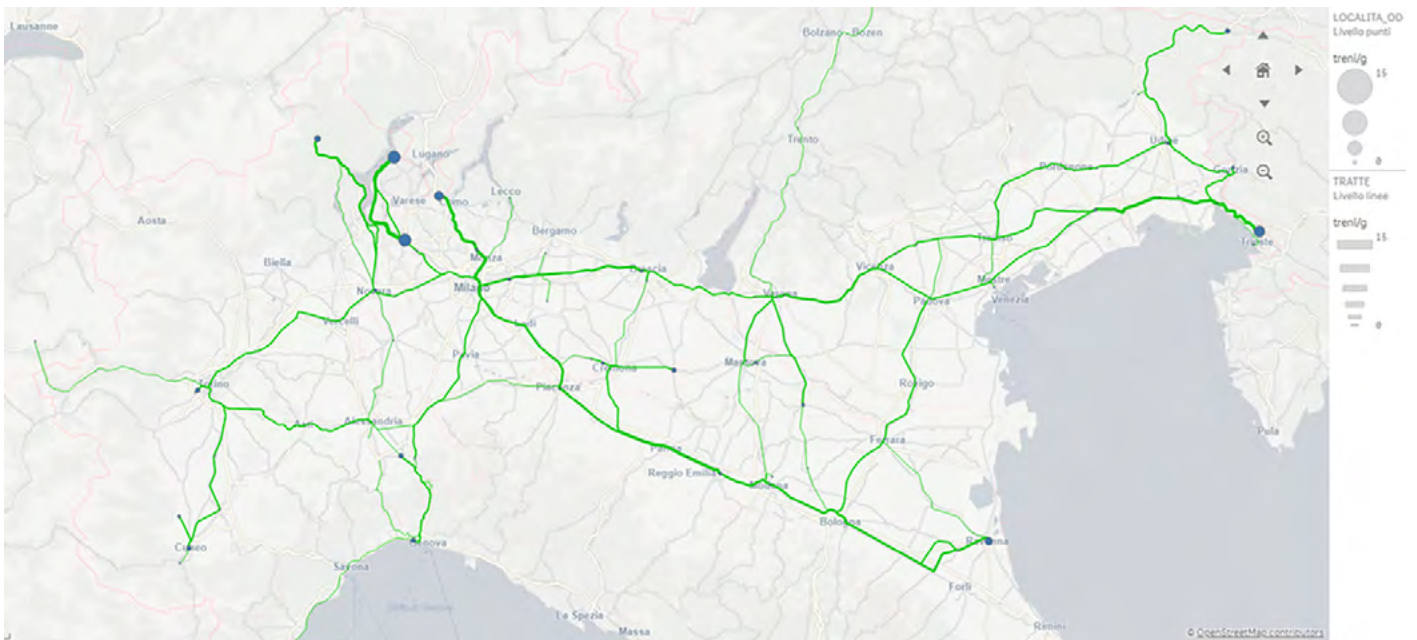 Lausanne
Bolzano - Bozen
Trento
Lugano
Lecco
Varese
Como
Aosta
Bergamo
Biella
Monza
Milano
Novara
Vercelli
Brescia
Verona
Vicenza
Treviso
Mestre
Padova
Venezia
Udine
Pordenone
Gorizia
Trieste
Lodi
Pavia
Torino
Piacenza
Cremona
Mantova
Rovigo
Asti
Alessandria
Ferrara
Parma
Reggio Emilia
Modena
Pula
Bologna
Ravenna
Cuneo
Genova
Savona
Forlì
La Spezia
Massa
Rimini
© OpenStreetMap contributors
LOCALITA_OD
Livello punti
treni/g
15
0
TRATTE
Livello linee
treni/g
15
0